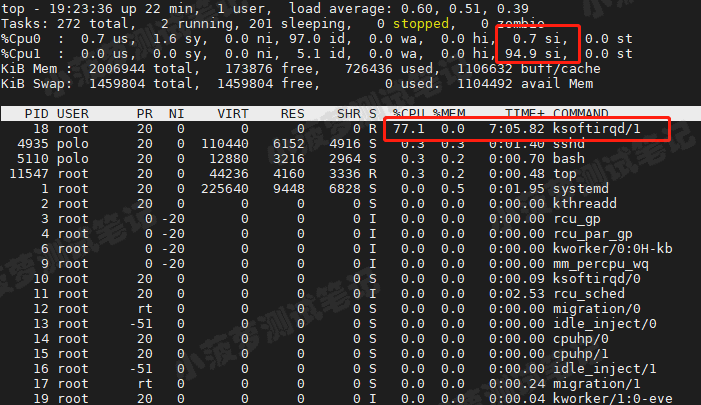 top - 19:23:36 up 22 min,  1 user,  load average: 0.60, 0.51, 0.39
Tasks: 272 total,   2 running, 201 sleeping,   0 stopped,   0 zombie
%Cpu0  :  0.7 us,  1.6 sy,  0.0 ni, 97.0 id,  0.0 wa,  0.0 hi,  0.7 si,  0.0 st
%Cpu1  :  0.0 us,  0.0 sy,  0.0 ni,  5.1 id,  0.0 wa,  0.0 hi, 94.9 si,  0.0 st
KiB Mem :  2006944 total,   173876 free,   726436 used,  1106632 buff/cache
KiB Swap:  1459804 total,  1459804 free,        0 used.  1104492 avail Mem
PID USER PR NI VIRT RES SHR S %CPU %MEM TIME+ COMMAND
18 root 20 0 0 0 0 R 77.1 0.0 7:05.82 ksoftirqd/1
4935 polo 20 0 110440 6152 4916 S 0.3 0.3 0:01.40 sshd
5110 polo 20 0 12880 3216 2964 S 0.3 0.2 0:00.70 bash
11547 root 20 0 44236 4160 3336 R 0.3 0.2 0:00.48 top
1 root 20 0 225640 9448 6828 S 0.0 0.5 0:01.95 systemd
2 root 20 0 0 0 0 S 0.0 0.0 0:00.00 kthreadd
3 root 0 -20 0 0 0 I 0.0 0.0 0:00.00 rcu_gp
4 root 0 -20 0 0 0 I 0.0 0.0 0:00.00 rcu_par_gp
6 root 0 -20 0 0 0 I 0.0 0.0 0:00.00 kworker/0:0H-kb
9 root 0 -20 0 0 0 I 0.0 0.0 0:00.00 mm_percpu_wq
10 root 20 0 0 0 0 S 0.0 0.0 0:00.09 ksoftirqd/0
11 root 20 0 0 0 0 I 0.0 0.0 0:02.53 rcu_sched
12 root rt 0 0 0 0 S 0.0 0.0 0:00.00 migration/0
13 root -51 0 0 0 0 S 0.0 0.0 0:00.00 idle_inject/0
14 root 20 0 0 0 0 S 0.0 0.0 0:00.00 cpuhp/0
15 root 20 0 0 0 0 S 0.0 0.0 0:00.00 cpuhp/1
16 root -51 0 0 0 0 S 0.0 0.0 0:00.00 idle_inject/1
17 root rt 0 0 0 0 S 0.0 0.0 0:00.24 migration/1
19 root 20 0 0 0 0 I 0.0 0.0 0:00.04 kworker/1:0-eve
小菠萝测试笔记